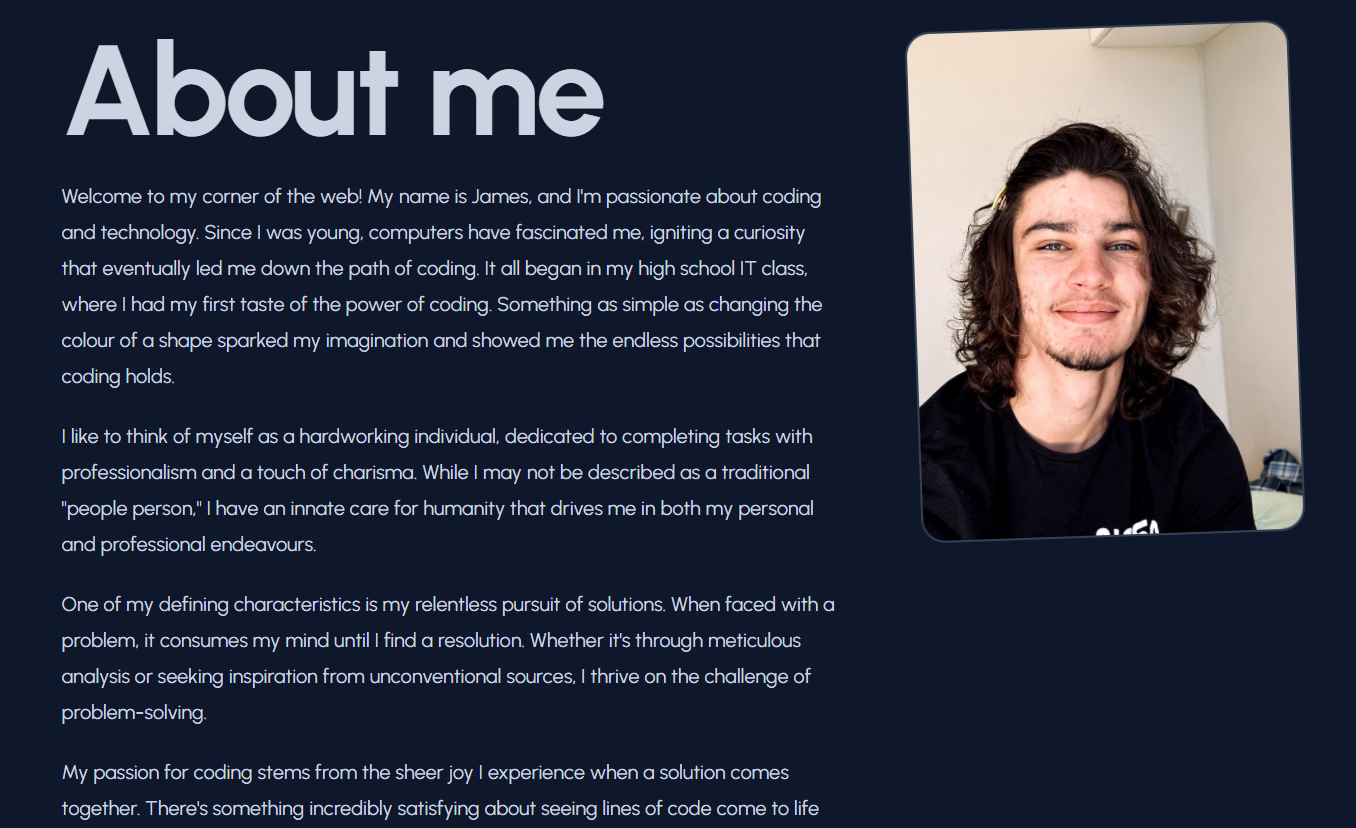 About me
Welcome to my corner of the web! My name is James, and I'm passionate about coding
and technology. Since I was young, computers have fascinated me, igniting a curiosity
that eventually led me down the path of coding. It all began in my high school IT class,
where I had my first taste of the power of coding. Something as simple as changing the
colour of a shape sparked my imagination and showed me the endless possibilities that
coding holds.
I like to think of myself as a hardworking individual, dedicated to completing tasks with
professionalism and a touch of charisma. While I may not be described as a traditional
"people person," I have an innate care for humanity that drives me in both my personal
and professional endeavours.
One of my defining characteristics is my relentless pursuit of solutions. When faced with a
problem, it consumes my mind until I find a resolution. Whether it's through meticulous
analysis or seeking inspiration from unconventional sources, I thrive on the challenge of
problem-solving.
My passion for coding stems from the sheer joy I experience when a solution comes
together. There's something incredibly satisfying about seeing lines of code come to life